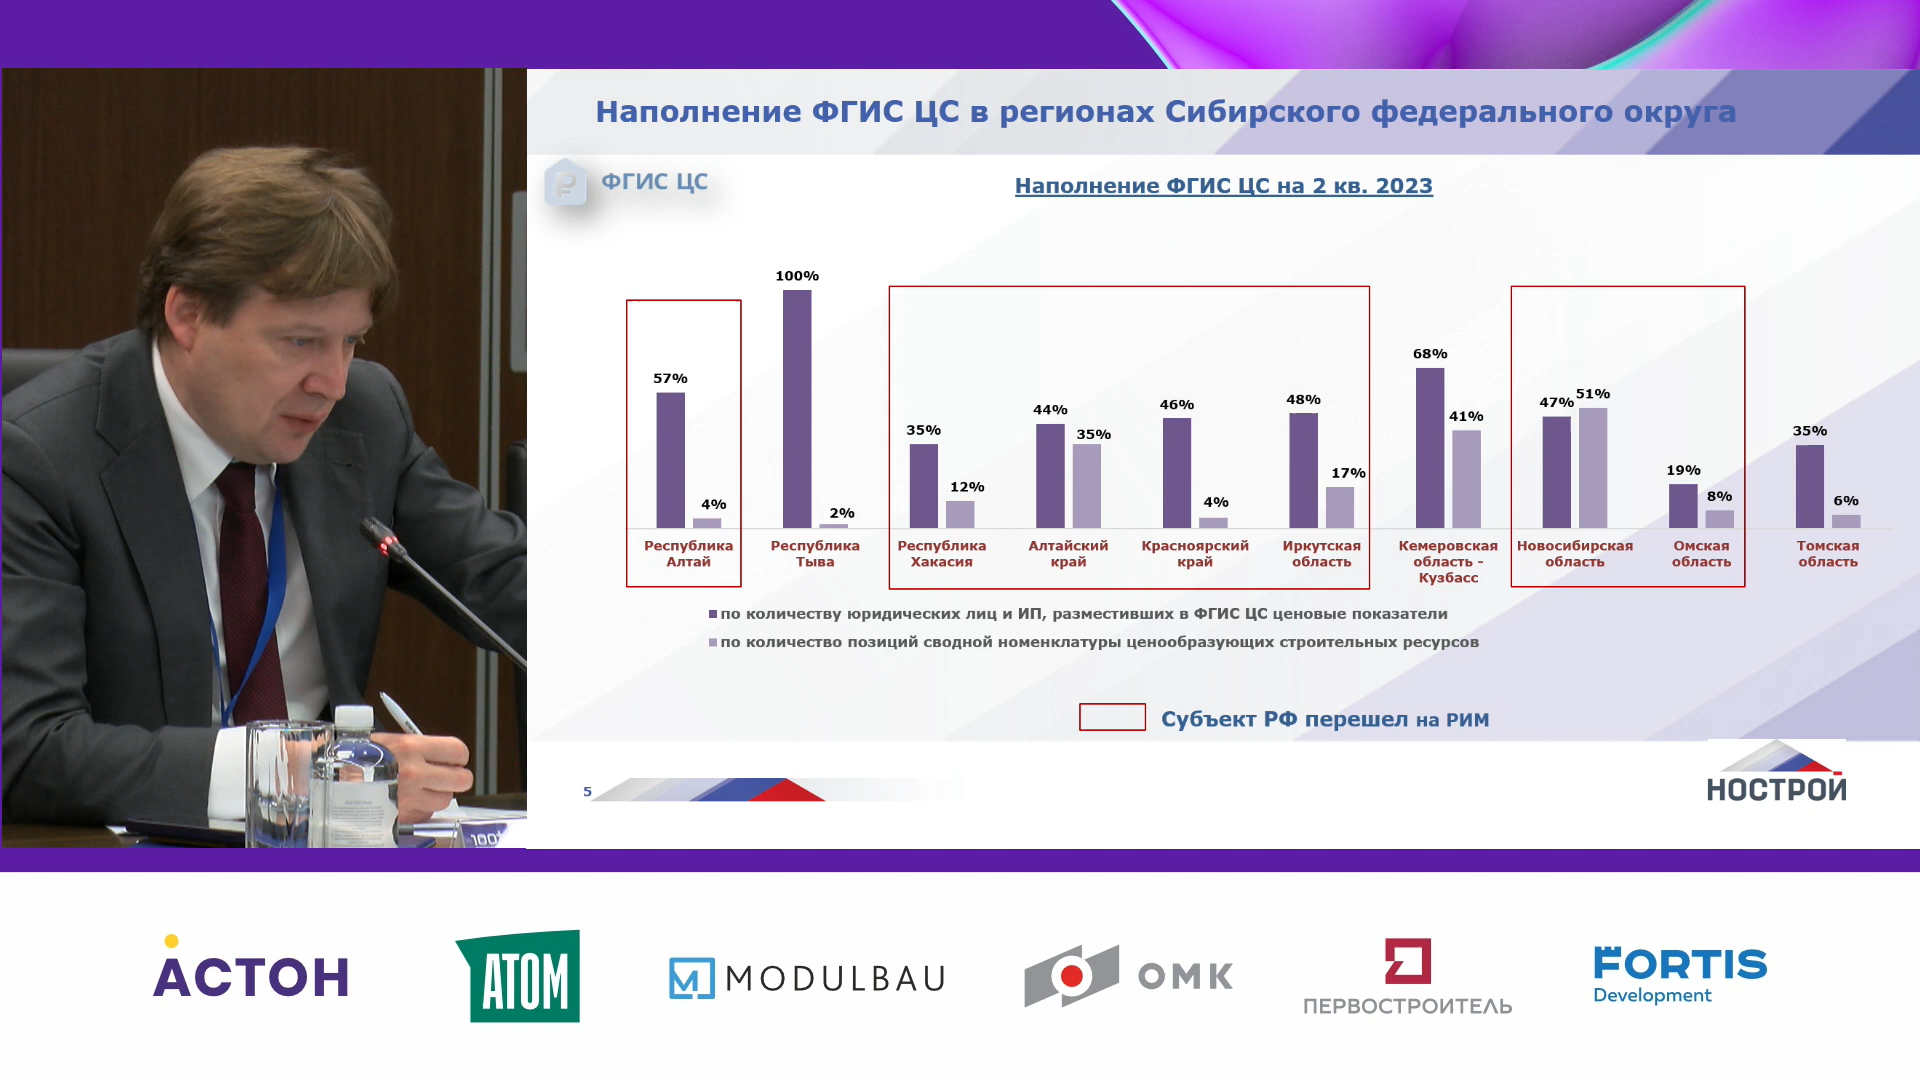 Наполнение ФГИС ЦС в регионах Сибирского федерального округа
ФГИС ЦС
Наполнение ФГИС ЦС на 2 кв. 2023
57%
4%
100%
2%
35%
12%
44%
35%
46%
4%
48%
17%
68%
41%
47%
51%
19%
8%
35%
6%
Республика
Алтай
Республика
Тыва
Республика
Хакасия
Алтайский
край
Красноярский
край
Иркутская
область
Кемеровская
область -
Кузбасс
Новосибирская
область
Омская
область
Томская
область
по количеству юридических лиц и ИП, разместивших в ФГИС ЦС ценовые показатели
по количество позиций сводной номенклатуры ценообразующих строительных ресурсов
Субъект РФ перешел на РИМ
5
НОСТРОЙ
100+
АСТОН
АТОМ
MODULBAU
ОМК
ПЕРВОСТРОИТЕЛЬ
FORTIS
Development